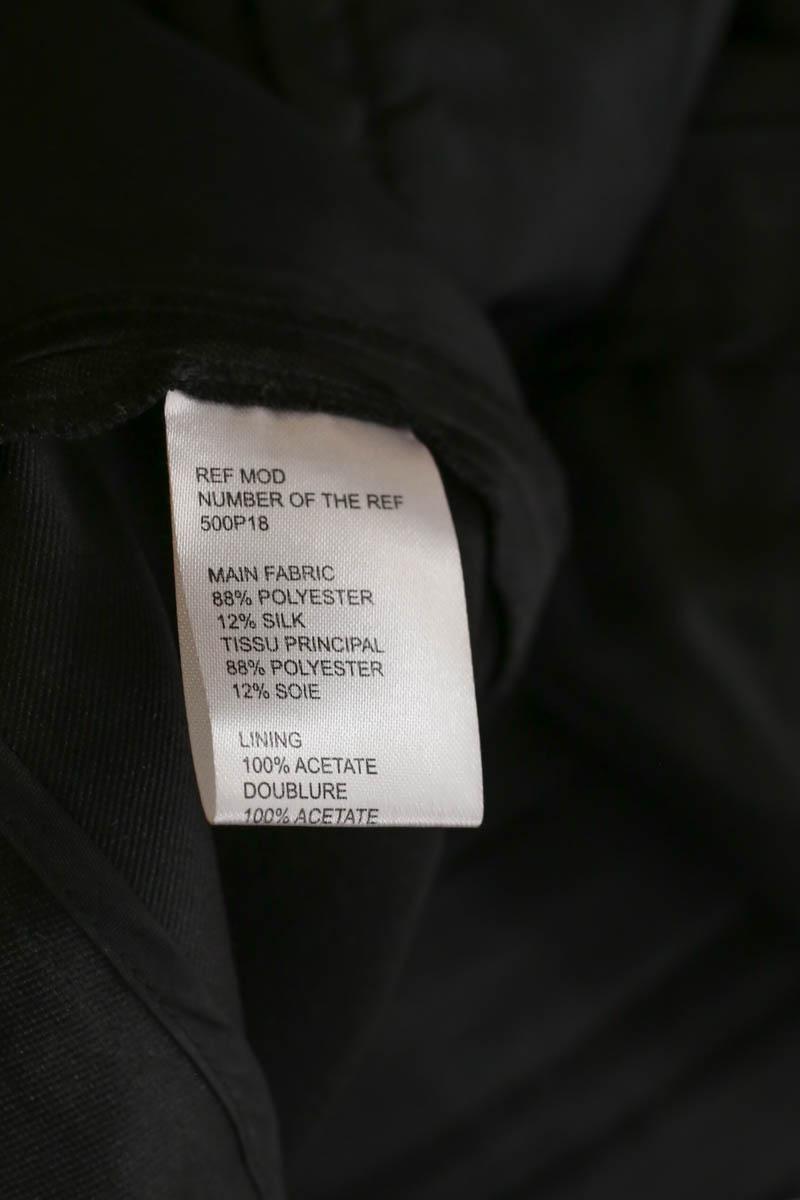 REF MOD
NUMBER OF THE REF
500P18
MAIN FABRIC
88% POLYESTER
12% SILK
TISSU PRINCIPAL
88% POLYESTER
12% SOIE
LINING
100% ACETATE
DOUBLURE
100% ACETATE